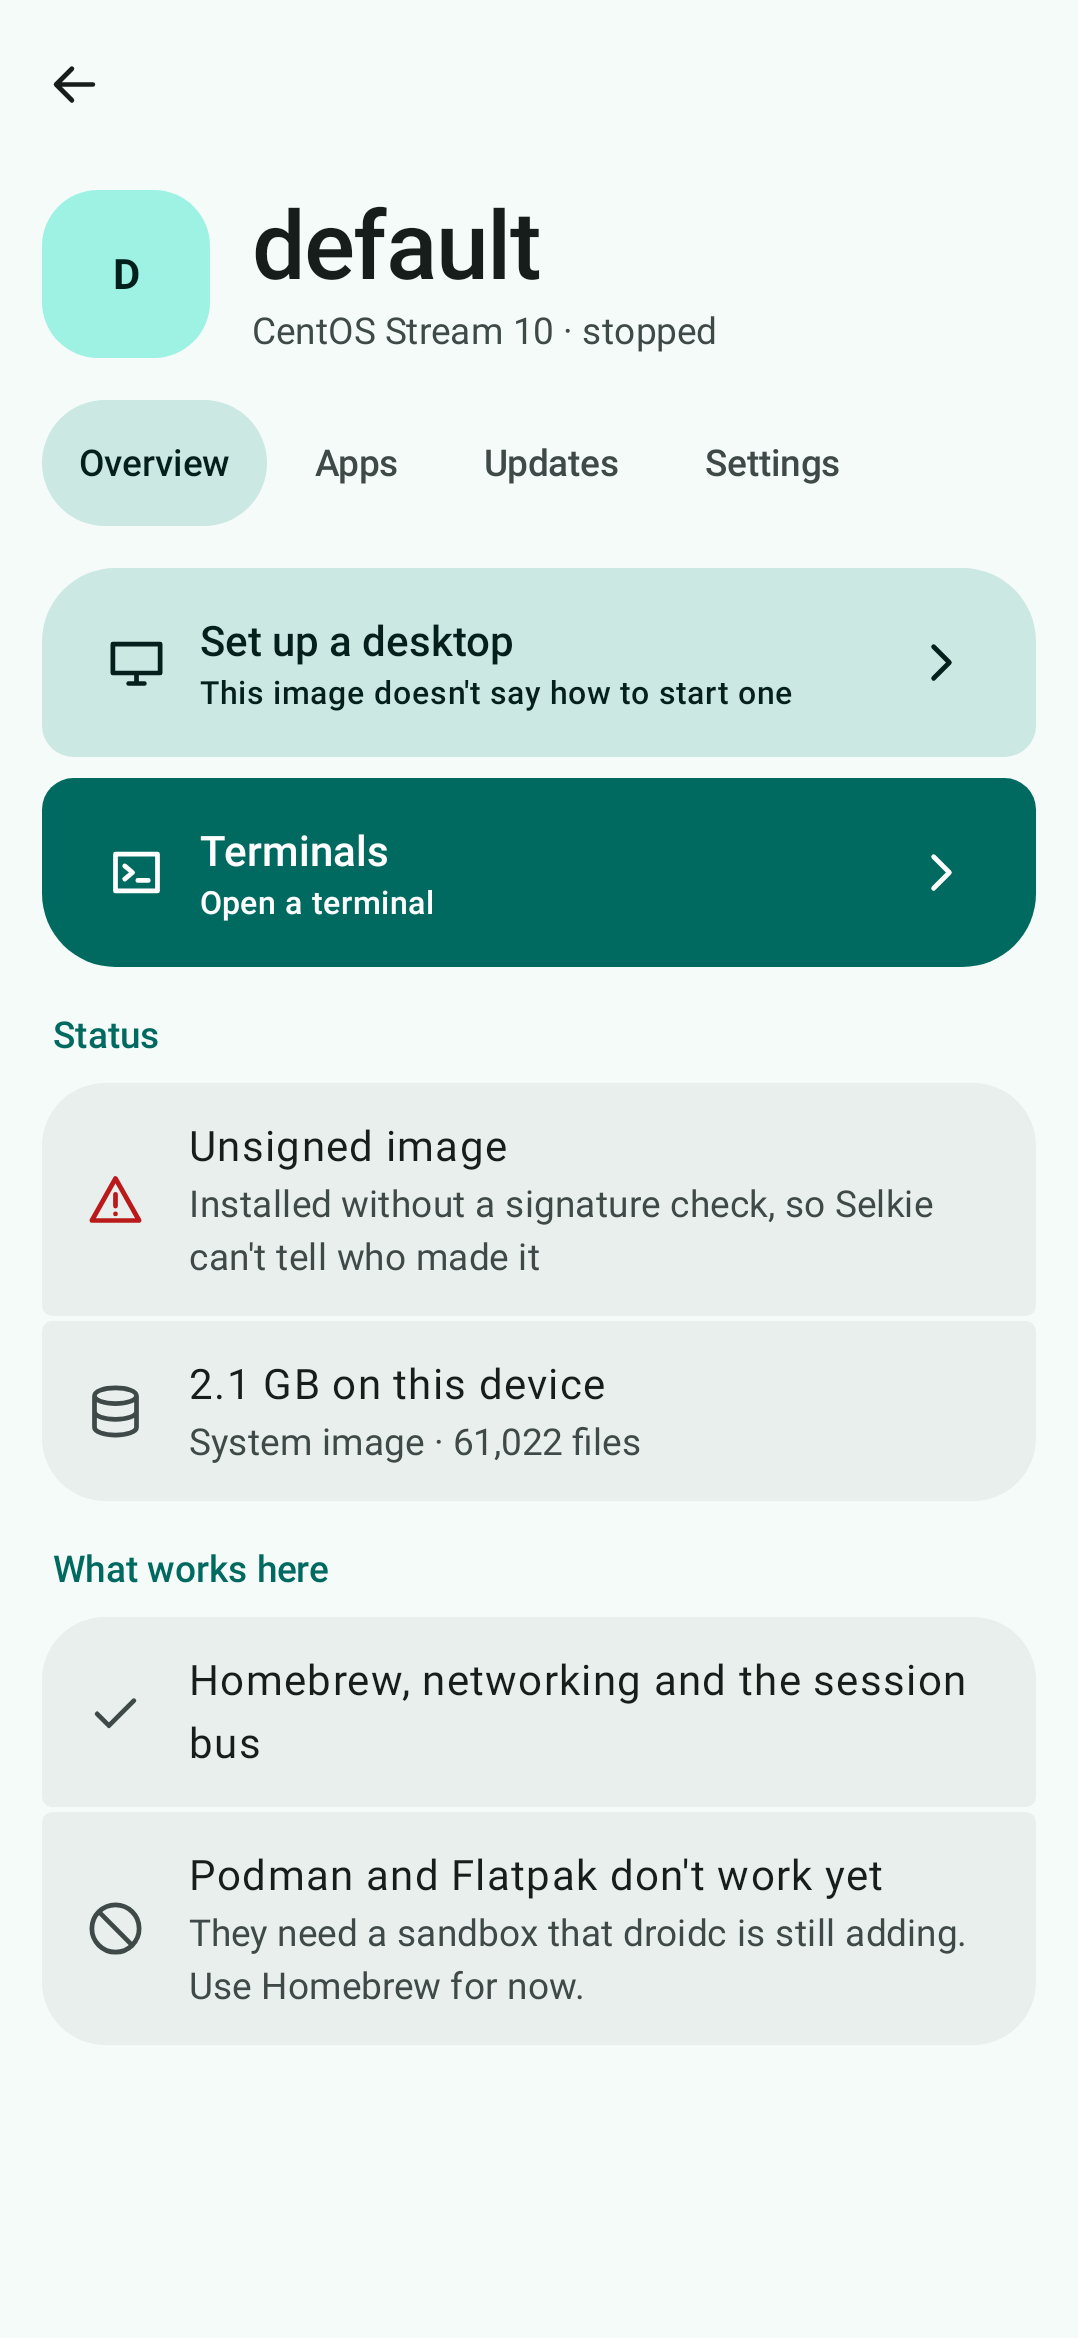 D
default
CentOS Stream 10 · stopped
Overview
Apps
Updates
Settings
Set up a desktop
This image doesn't say how to start one
Terminals
Open a terminal
Status
Unsigned image
Installed without a signature check, so Selkie
can't tell who made it
2.1 GB on this device
System image · 61,022 files
What works here
Homebrew, networking and the session
bus
Podman and Flatpak don't work yet
They need a sandbox that droidc is still adding.
Use Homebrew for now.